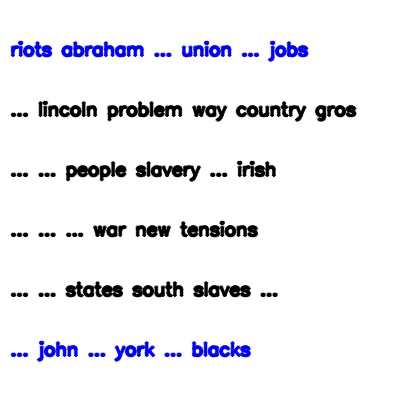 riots abraham ... union ... jobs
... lincoln problem way country gros
... ... people slavery ... irish
... ... ... war new tensions
... ... states south slaves ...
... john ... york ... blacks